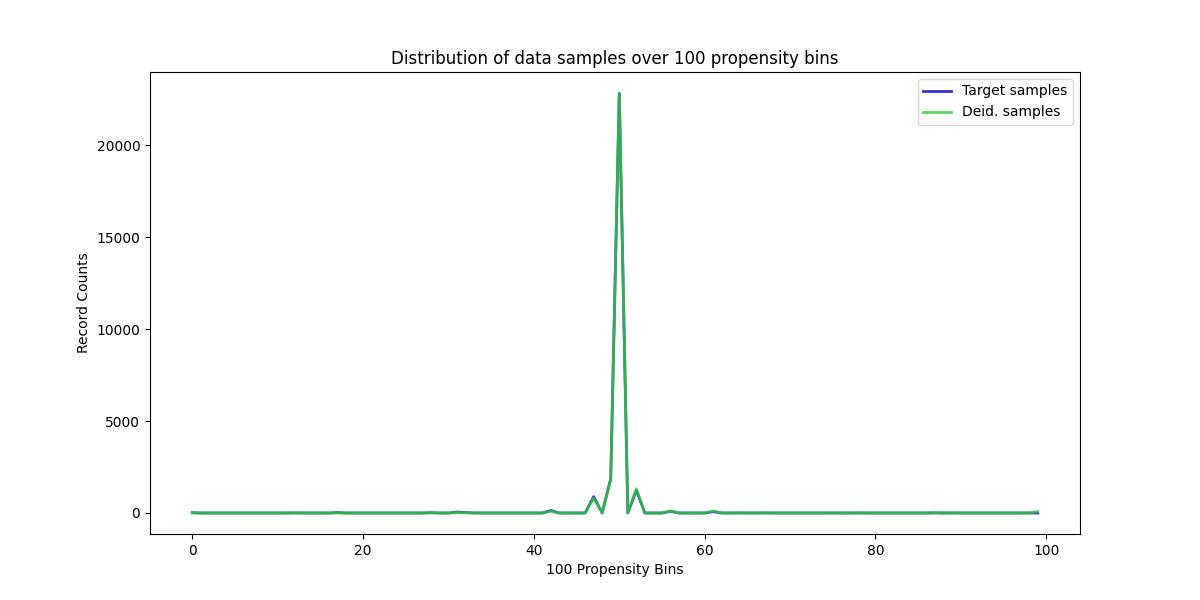 Distribution of data samples over 100 propensity bins
Target samples
Deid. samples
20000
15000
10000
5000
0
Record Counts
0 20 40 60 80 100
100 Propensity Bins